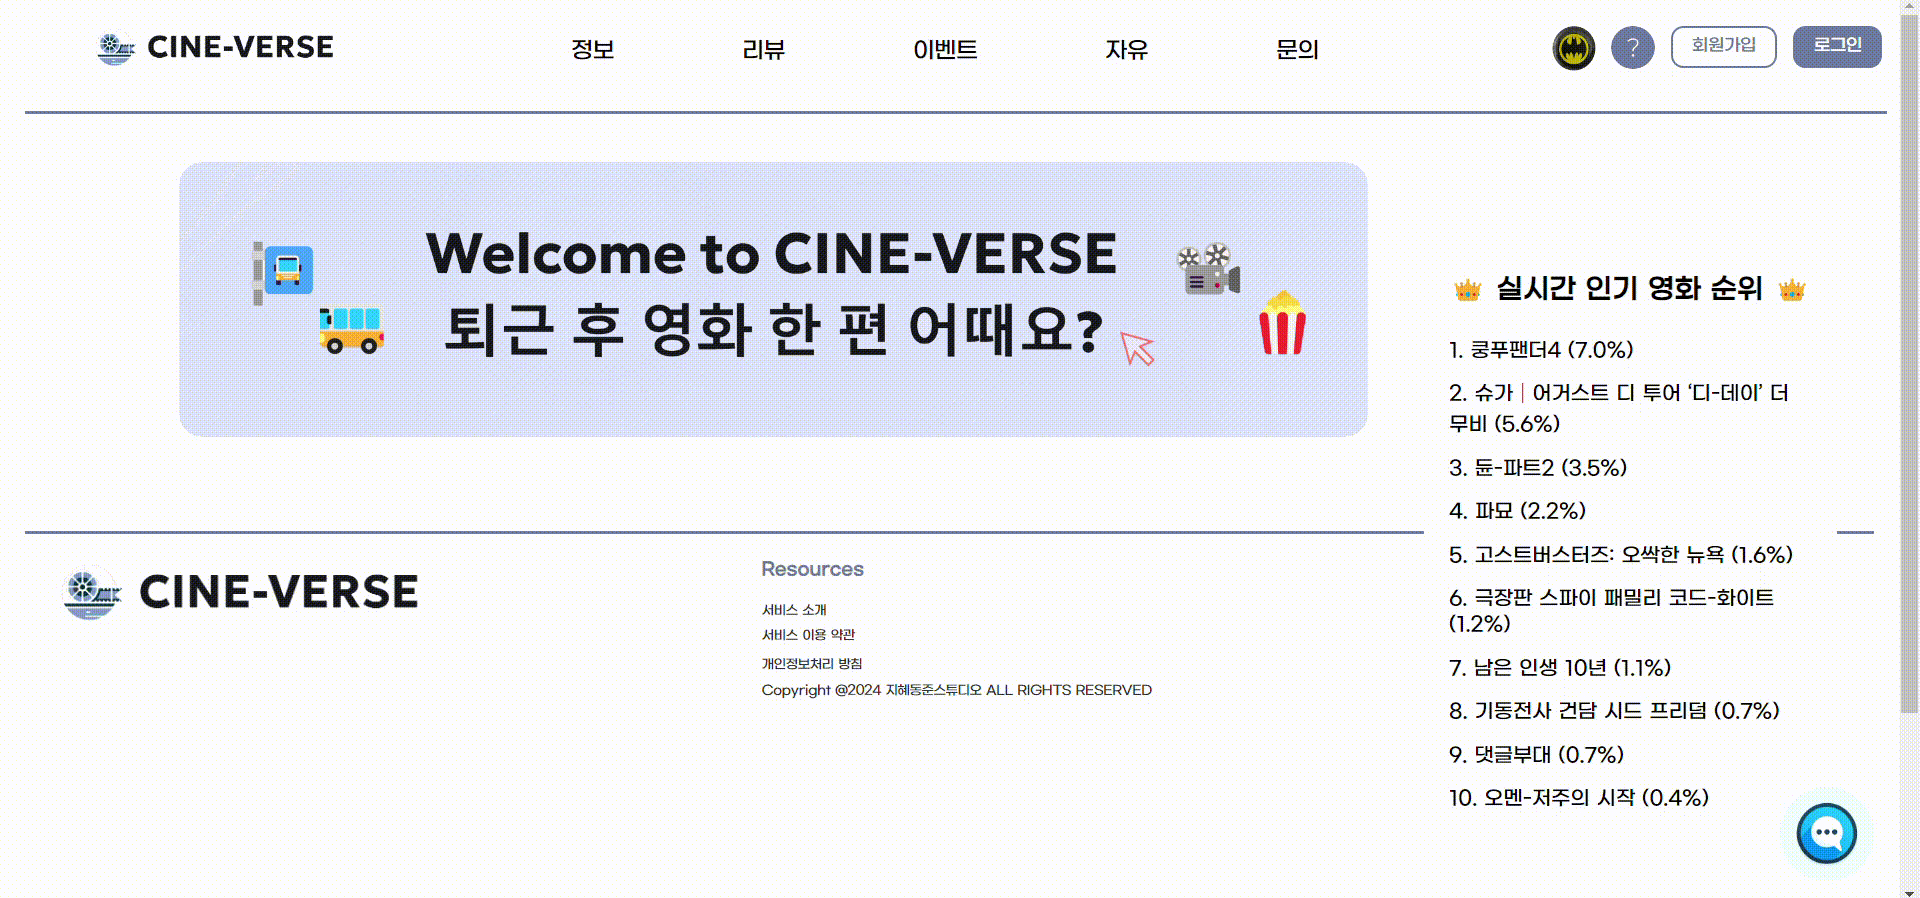 CINE-VERSE
정보
리뷰
이벤트
자유
문의
?
회원가입
로그인
Welcome to CINE-VERSE
퇴근 후 영화 한 편 어때요?
실시간 인기 영화 순위
1. 쿵푸팬더4 (7.0%)
2. 슈가│어거스트 디 투어 ‘디-데이’ 더
무비 (5.6%)
3. 듄-파트2 (3.5%)
4. 파묘 (2.2%)
5. 고스트버스터즈: 오싹한 뉴욕 (1.6%)
6. 극장판 스파이 패밀리 코드-화이트
(1.2%)
7. 남은 인생 10년 (1.1%)
8. 기동전사 건담 시드 프리덤 (0.7%)
9. 댓글부대 (0.7%)
10. 오멘-저주의 시작 (0.4%)
CINE-VERSE
Resources
서비스 소개
서비스 이용 약관
개인정보처리 방침
Copyright @2024 지혜동준스튜디오 ALL RIGHTS RESERVED